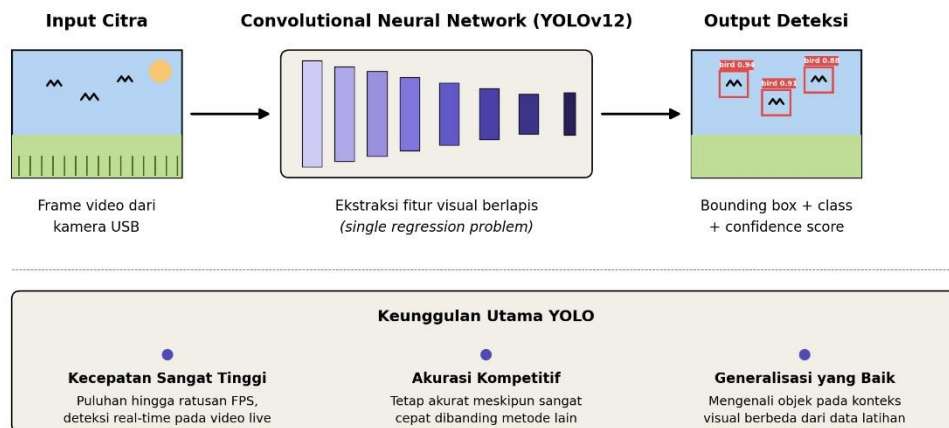 Input Citra
Convolutional Neural Network (YOLOv12)
Output Deteksi
bird 0.94
bird 0.91
bird 0.88
Frame video dari
kamera USB
Ekstraksi fitur visual berlapis
(single regression problem)
Bounding box + class
+ confidence score
Keunggulan Utama YOLO
Kecepatan Sangat Tinggi
Puluhan hingga ratusan FPS,
deteksi real-time pada video live
Akurasi Kompetitif
Tetap akurat meskipun sangat
cepat dibanding metode lain
Generalisasi yang Baik
Mengenali objek pada konteks
visual berbeda dari data latihan